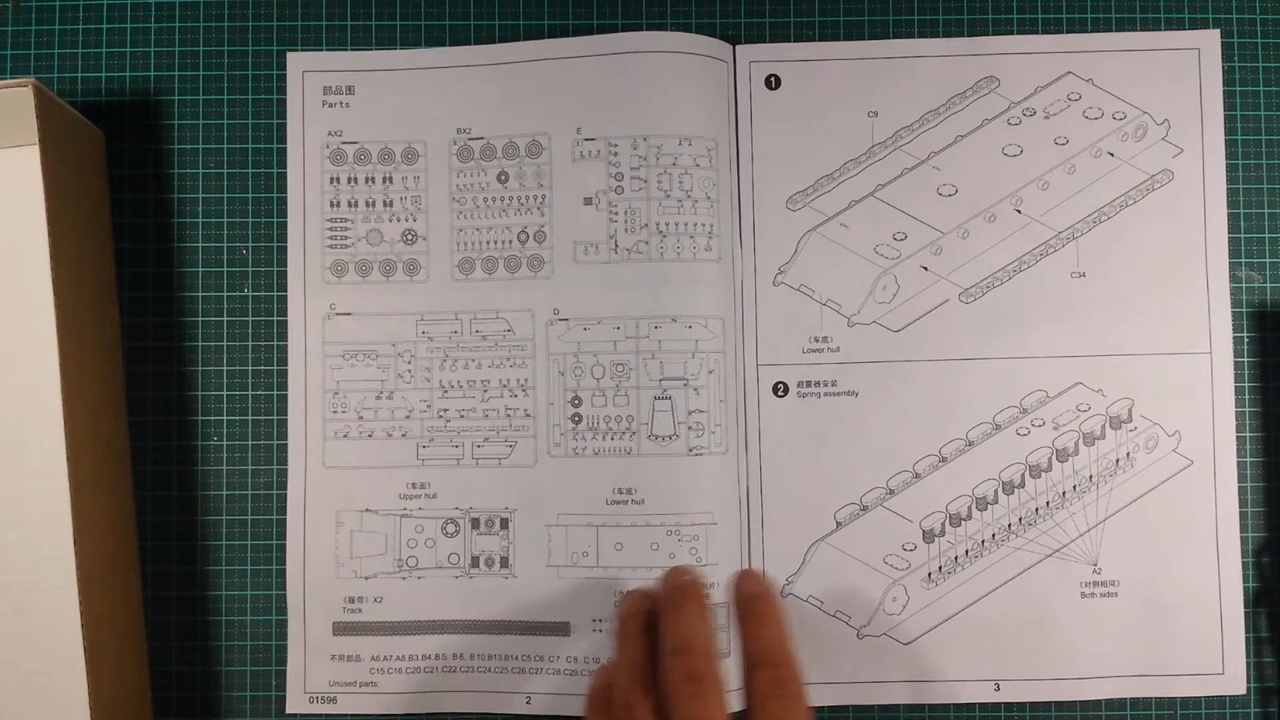 部品图
Parts
AX2
BX2
E
C
D
《车面》
Upper hull
《车底》
Lower hull
《履带》X2
Track
不用部品: A6,A7,A8,B3,B4,B5, B6, B10,B13,B14,C5,C6, C7, C8, C10,
C15,C16,C20,C21,C22,C23,C24,C25,C26,C27,C28,C29,
Unused parts:
01596
2
1
C9
C34
《车底》
Lower hull
2
避震器安装
Spring assembly
A2
《对侧相同》
Both sides
3